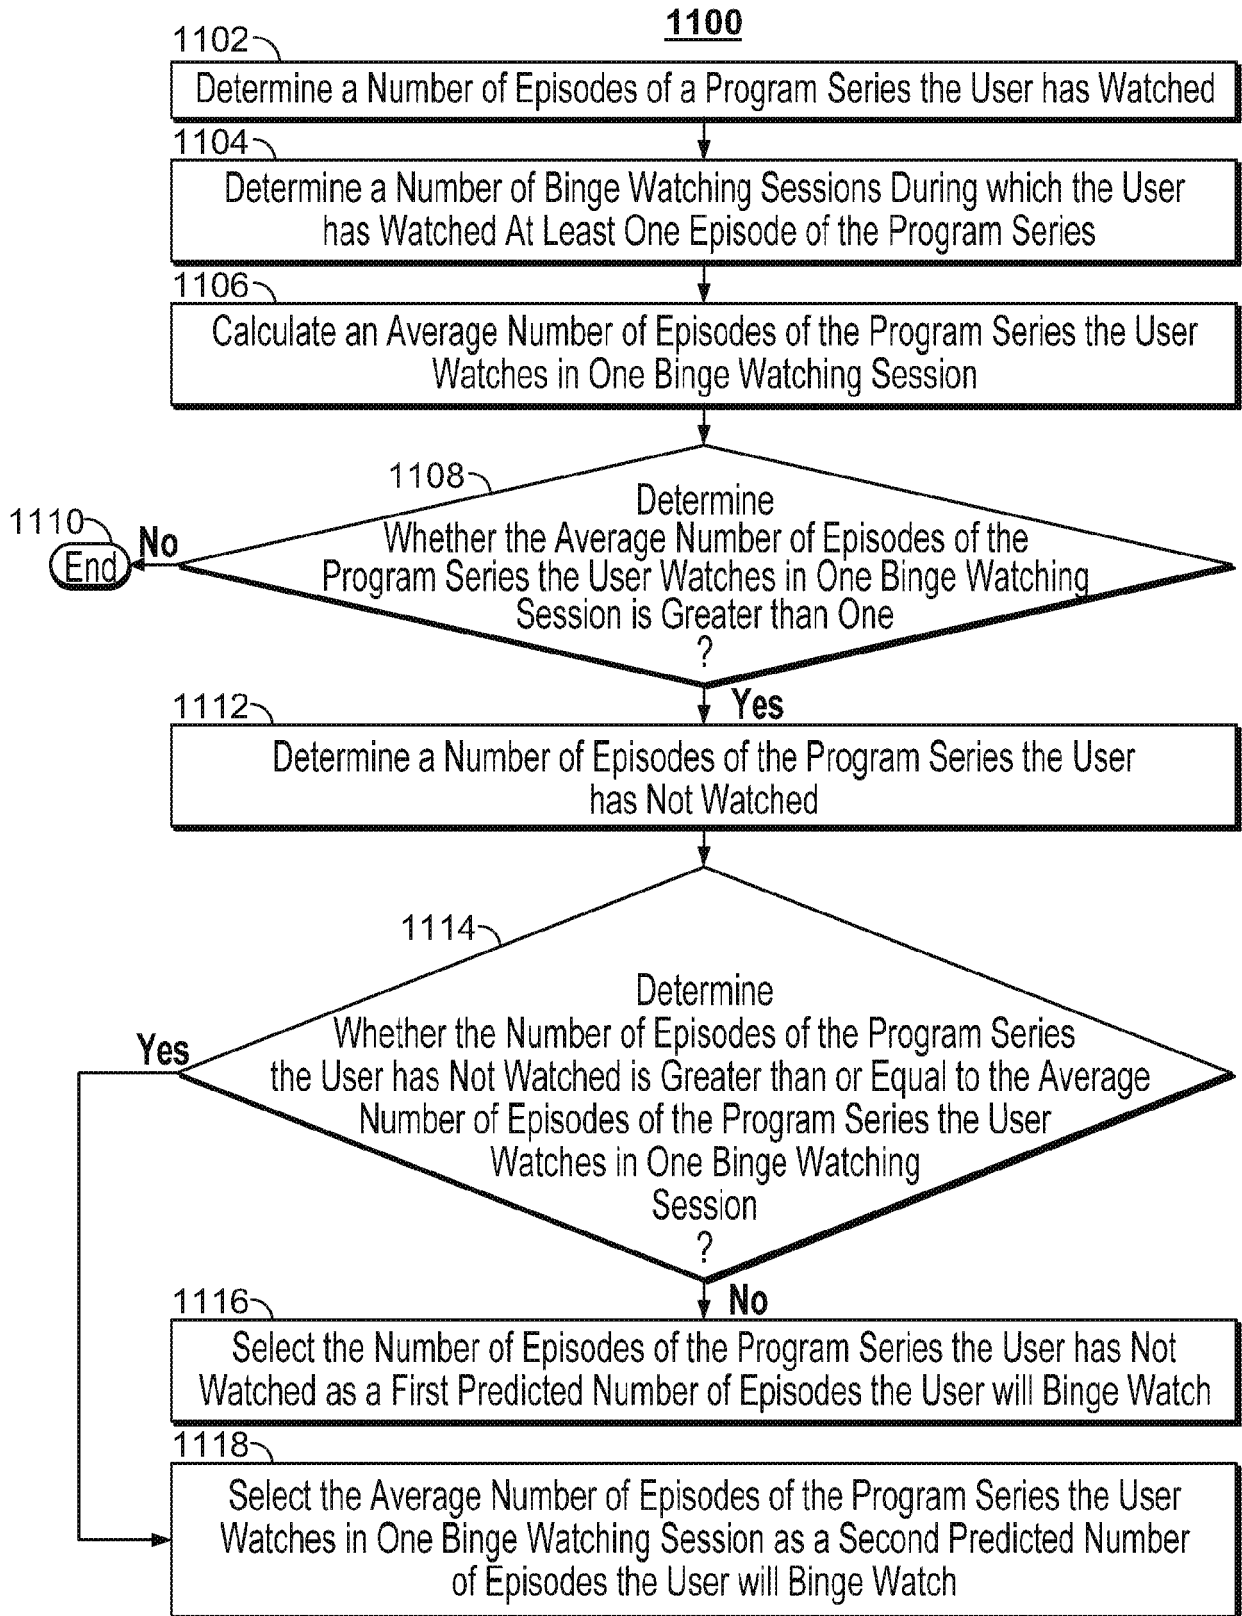 1100
1102
Determine a Number of Episodes of a Program Series the User has Watched
1104
Determine a Number of Binge Watching Sessions During which the User
has Watched At Least One Episode of the Program Series
1106
Calculate an Average Number of Episodes of the Program Series the User
Watches in One Binge Watching Session
1108
Determine
Whether the Average Number of Episodes of the
Program Series the User Watches in One Binge Watching
Session is Greater than One
?
1110
End
No
Yes
1112
Determine a Number of Episodes of the Program Series the User
has Not Watched
1114
Determine
Whether the Number of Episodes of the Program Series
the User has Not Watched is Greater than or Equal to the Average
Number of Episodes of the Program Series the User
Watches in One Binge Watching
Session
?
Yes
No
1116
Select the Number of Episodes of the Program Series the User has Not
Watched as a First Predicted Number of Episodes the User will Binge Watch
1118
Select the Average Number of Episodes of the Program Series the User
Watches in One Binge Watching Session as a Second Predicted Number
of Episodes the User will Binge Watch